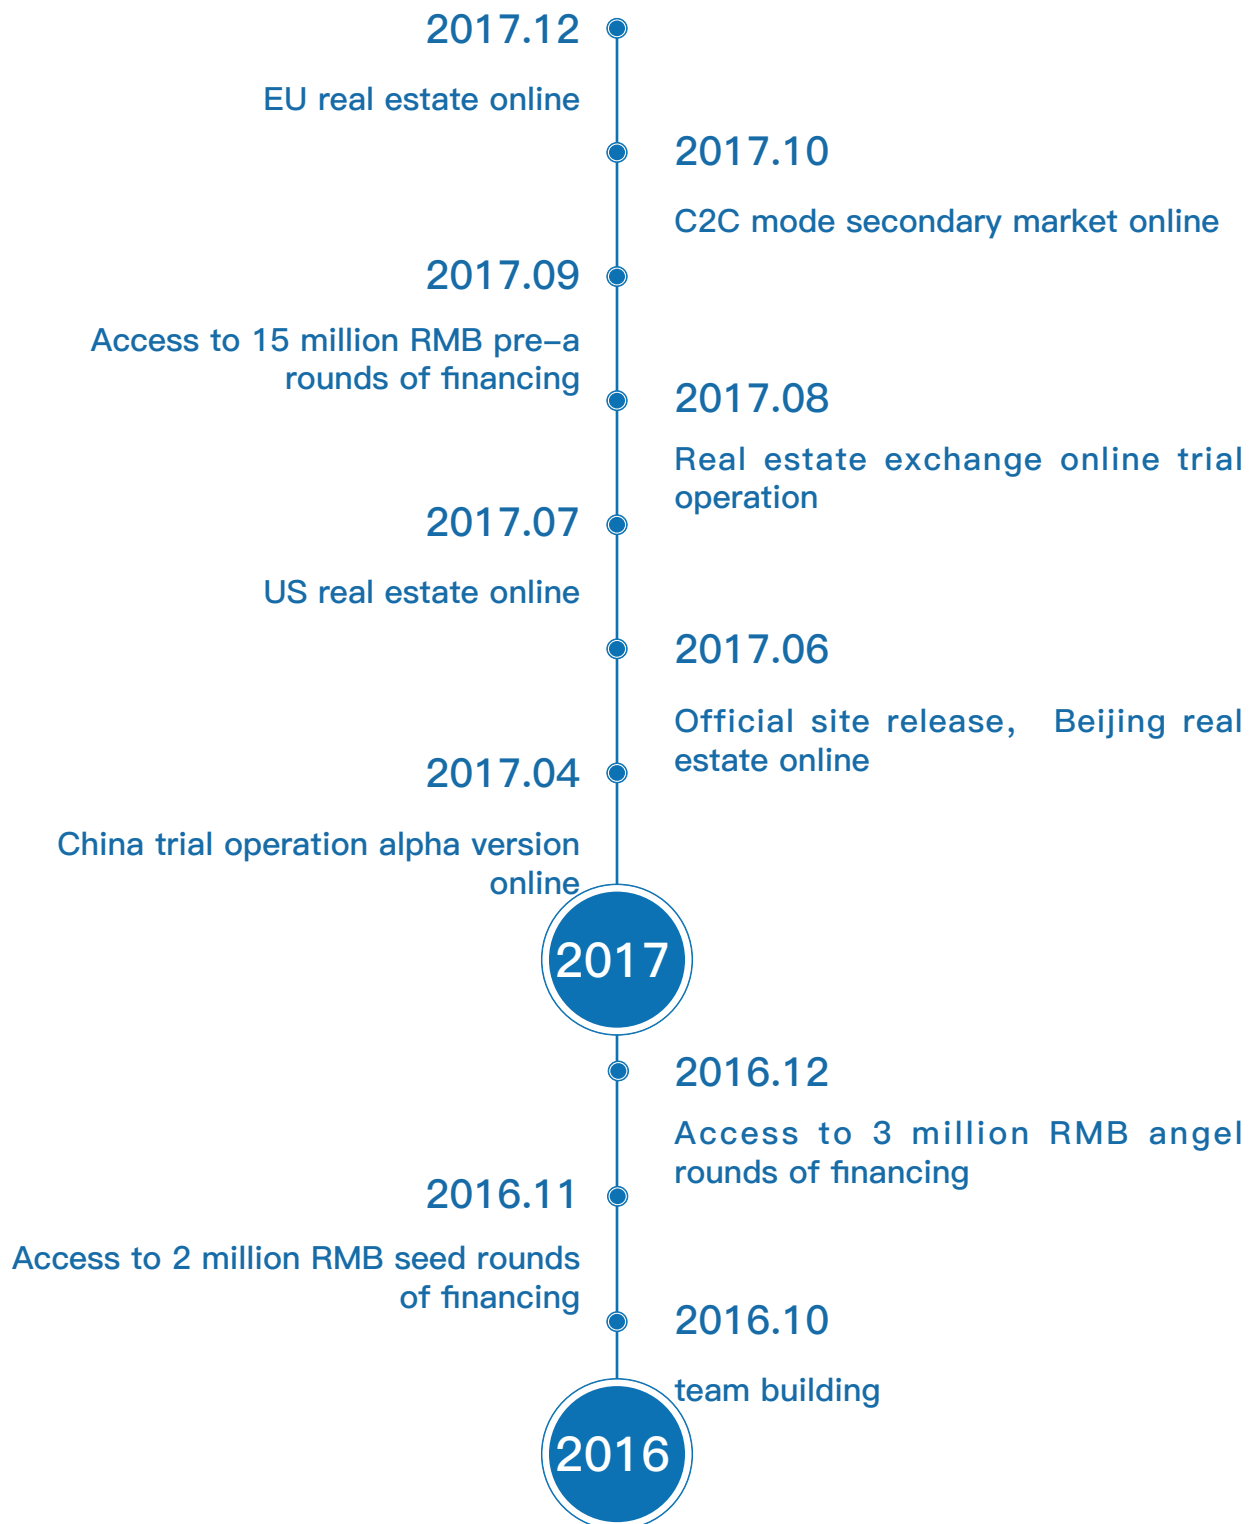 2017.12
EU real estate online
2017.10
C2C mode secondary market online
2017.09
Access to 15 million RMB pre–a
rounds of financing
2017.08
Real estate exchange online trial
operation
2017.07
US real estate online
2017.06
Official site release, Beijing real
estate online
2017.04
China trial operation alpha version
online
2017
2016.12
Access to 3 million RMB angel
rounds of financing
2016.11
Access to 2 million RMB seed rounds
of financing
2016.10
team building
2016